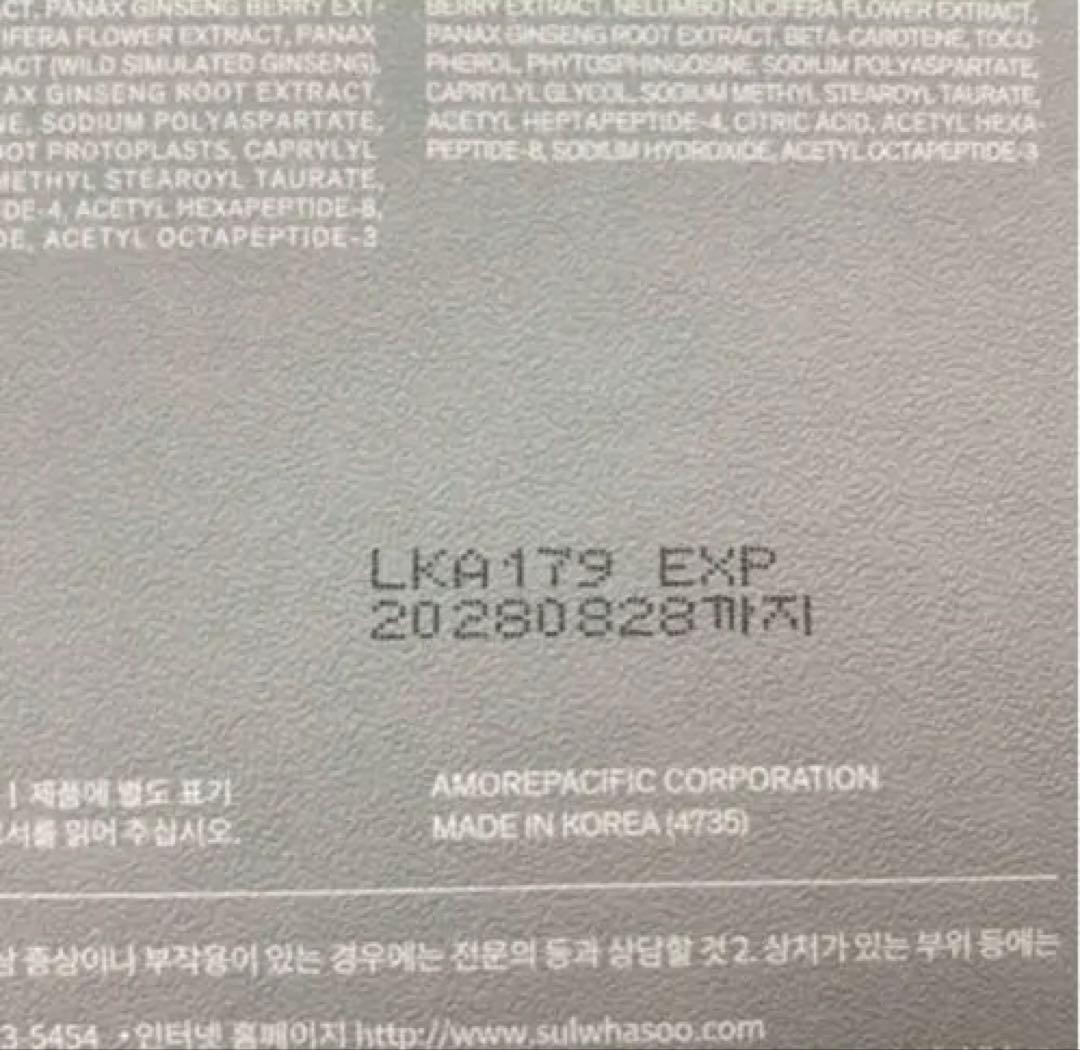 CT, PANAX GINSENG BERRY EXT-
IFERA FLOWER EXTRACT, PANAX
ACT (WILD SIMULATED GINSENG),
AX GINSENG ROOT EXTRACT,
NE, SODIUM POLYASPARTATE,
OOT PROTOPLASTS, CAPRYLYL
METHYL STEAROYL TAURATE,
DE-4, ACETYL HEXAPEPTIDE-8,
DE, ACETYL OCTAPEPTIDE-3
BERRY EXTRACT, NELUMBO NUCIFERA FLOWER EXTRACT,
PANAX GINSENG ROOT EXTRACT, BETA-CAROTENE, TOCO-
PHEROL, PHYTOSPHINGOSINE, SODIUM POLYASPARTATE,
CAPRYLYL GLYCOL, SODIUM METHYL STEAROYL TAURATE,
ACETYL HEPTAPEPTIDE-4, CITRIC ACID, ACETYL HEXA-
PEPTIDE-8, SODIUM HYDROXIDE, ACETYL OCTAPEPTIDE-3
LKA179 EXP
20280828까지
| 제품에 별도 표기
서를 읽어 주십시오.
AMOREPACIFIC CORPORATION
MADE IN KOREA (4735)
상 증상이나 부작용이 있는 경우에는 전문의 등과 상담할 것 2. 상처가 있는 부위 등에는
3-5454 • 인터넷 홈페이지 http://www.sulwhasoo.com